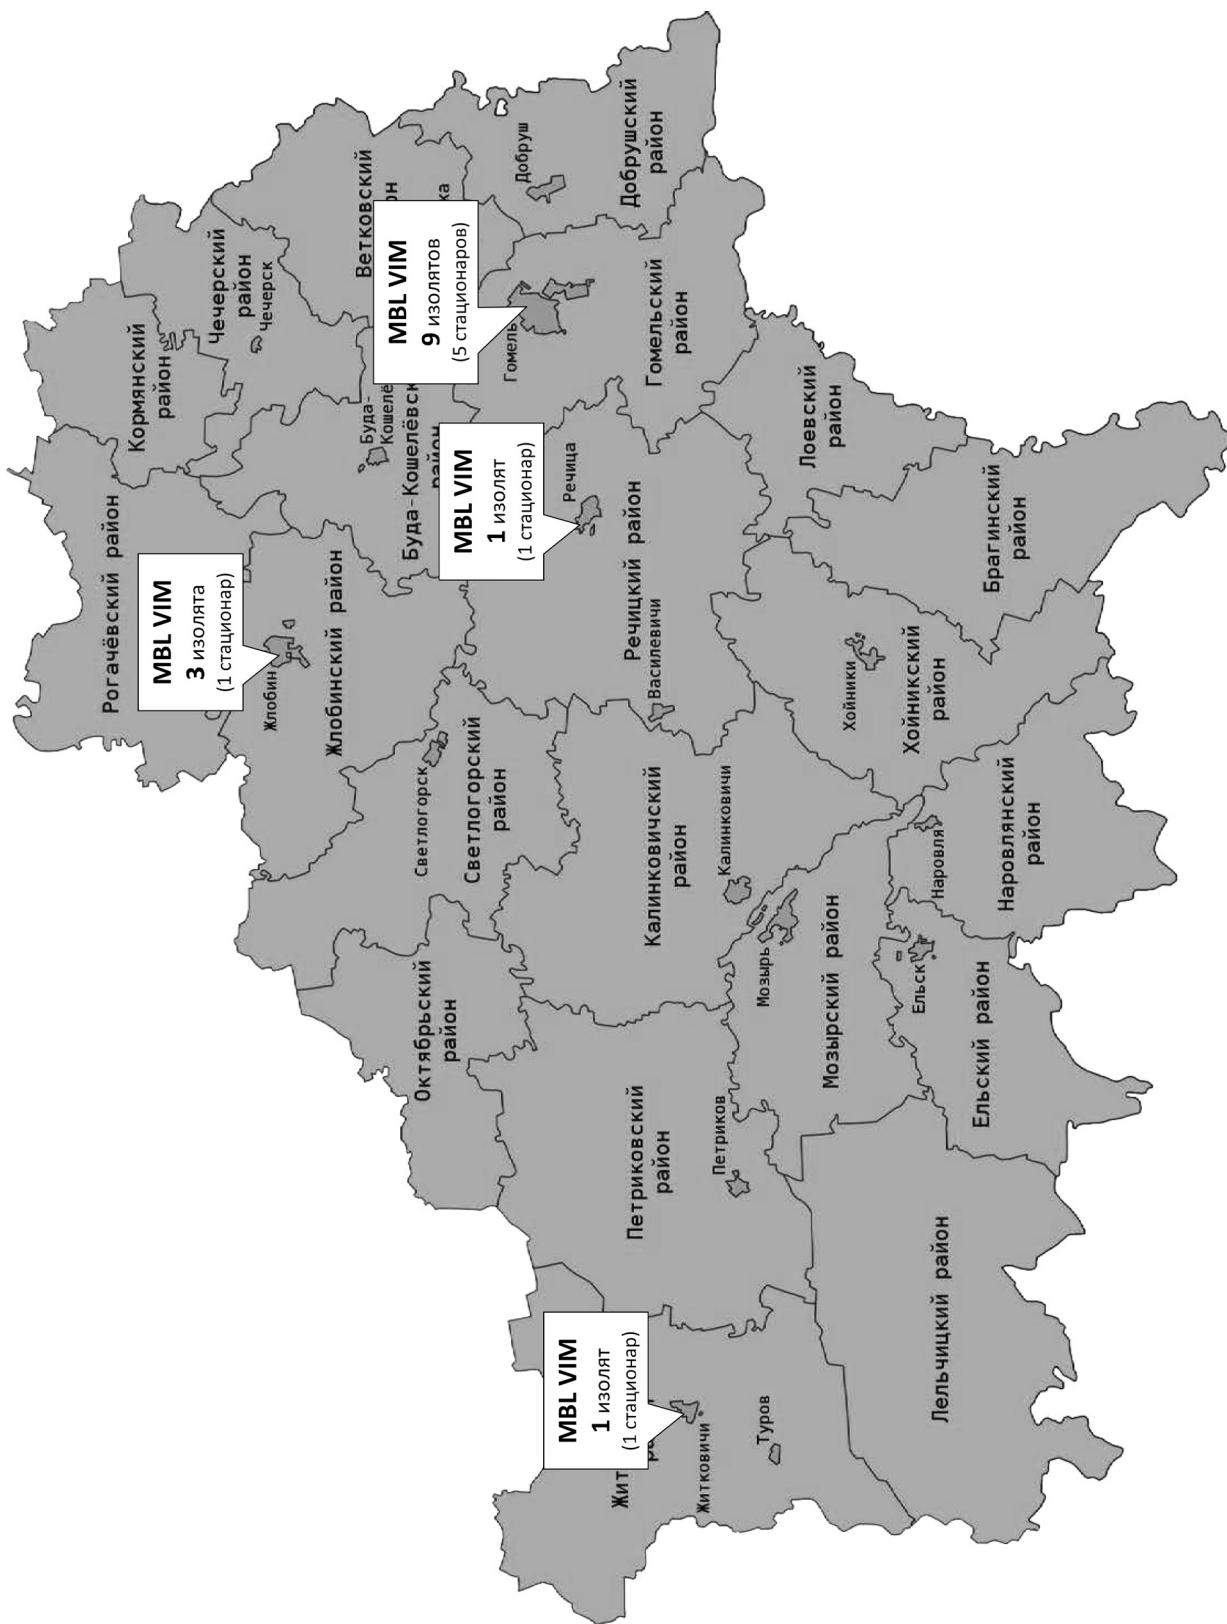 Рогачёвский район
Кормянский
район
Чечерский
район
Чечерск
MBL VIM
3 изолята
(1 стационар)
Жлобин
Жлобинский район
Буда-
Буда-Кошелёвск
район
Ветковский
MBL VIM
9 изолятов
(5 стационаров)
Гомель
Добруш
Добрушский
район
Гомельский
район
MBL VIM
1 изолят
(1 стационар)
Речица
Речицкий район
Василевичи
Светлогорск
Светлогорский
район
Октябрьский
район
Калинковичский
район
Калинковичи
Лоевский
район
Брагинский
район
Хойники
Хойникский
район
Наровля
Наровлянский
район
Мозырь
Мозырский район
Ельск
Ельский район
Петриковский
район
Петриков
MBL VIM
1 изолят
(1 стационар)
Жит
Житковичи
Туров
Лельчицкий район